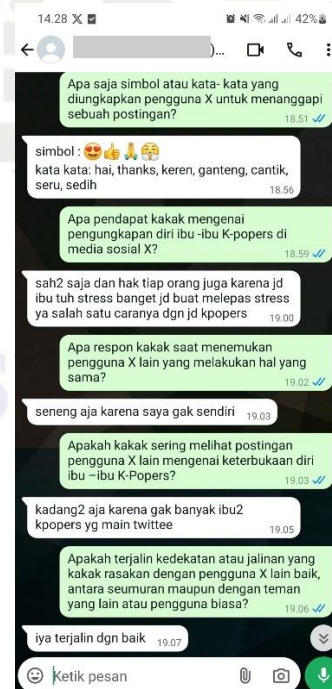 14.28 X
42%
)...
Apa saja simbol atau kata- kata yang
diungkapkan pengguna X untuk menanggapi
sebuah postingan?
18.51
simbol : 😍👍🙏😤
kata kata: hai, thanks, keren, ganteng, cantik,
seru, sedih
18.56
Apa pendapat kakak mengenai
pengungkapan diri ibu -ibu K-popers di
media sosial X?
18.59
sah2 saja dan hak tiap orang juga karena jd
ibu tuh stress banget jd buat melepas stress
ya salah satu caranya dgn jd kpopers
19.00
Apa respon kakak saat menemukan
pengguna X lain yang melakukan hal yang
sama?
19.02
seneng aja karena saya gak sendiri 19.03
Apakah kakak sering melihat postingan
pengguna X lain mengenai keterbukaan diri
ibu –ibu K-Popers?
19.03
kadang2 aja karena gak banyak ibu2
kpopers yg main twittee
19.05
Apakah terjalin kedekatan atau jalinan yang
kakak rasakan dengan pengguna X lain baik,
antara seumuran maupun dengan teman
yang lain atau pengguna biasa?
19.06
iya terjalin dgn baik 19.07
Ketik pesan